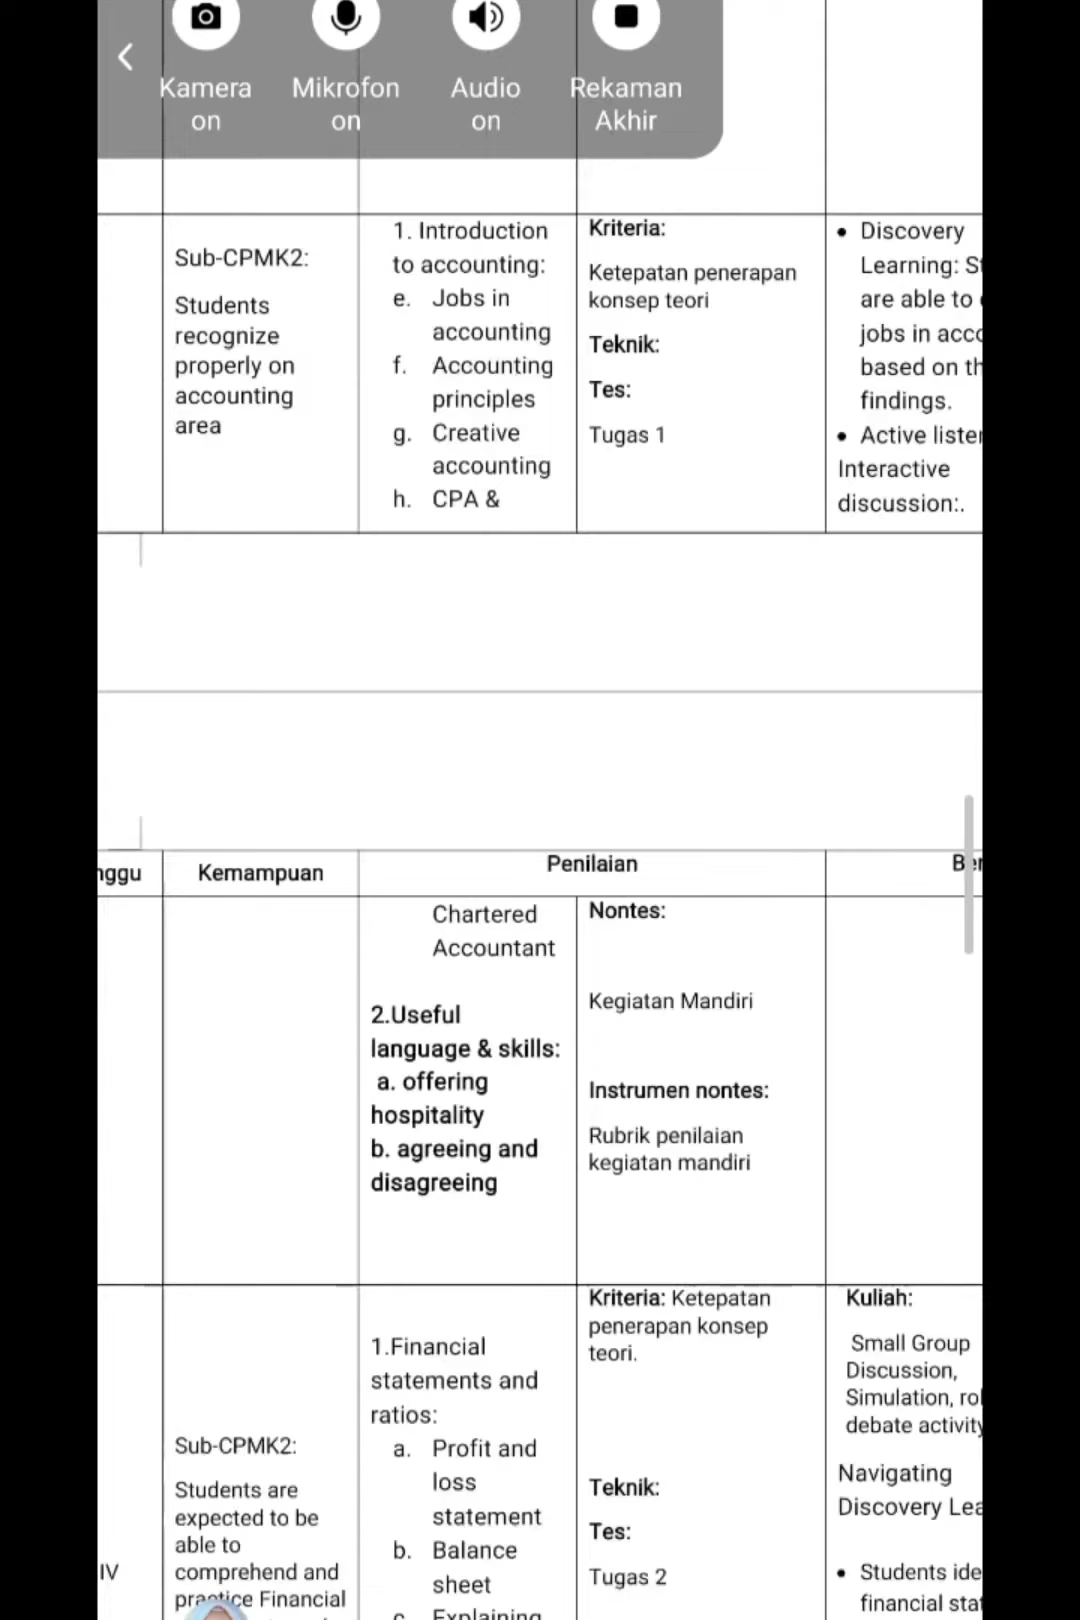 Kamera
on
Mikrofon
on
Audio
on
Rekaman
Akhir
Sub-CPMK2:
Students
recognize
properly on
accounting
area
1. Introduction
to accounting:
e. Jobs in
accounting
f. Accounting
principles
g. Creative
accounting
h. CPA &
Kriteria:
Ketepatan penerapan
konsep teori
Teknik:
Tes:
Tugas 1
• Discovery
Learning:
are able to
jobs in
based on
findings.
• Active
Interactive
discussion:.
Kemampuan
Penilaian
Chartered
Accountant
2.Useful
language & skills:
a. offering
hospitality
b. agreeing and
disagreeing
Nontes:
Kegiatan Mandiri
Instrumen nontes:
Rubrik penilaian
kegiatan mandiri
IV
Sub-CPMK2:
Students are
expected to be
able to
comprehend and
practice Financial
1.Financial
statements and
ratios:
a. Profit and
loss
statement
b. Balance
sheet
c. Explaining
Kriteria: Ketepatan
penerapan konsep
teori.
Teknik:
Tes:
Tugas 2
Kuliah:
Small Group
Discussion,
Simulation,
debate activity
Navigating
Discovery
• Students
financial